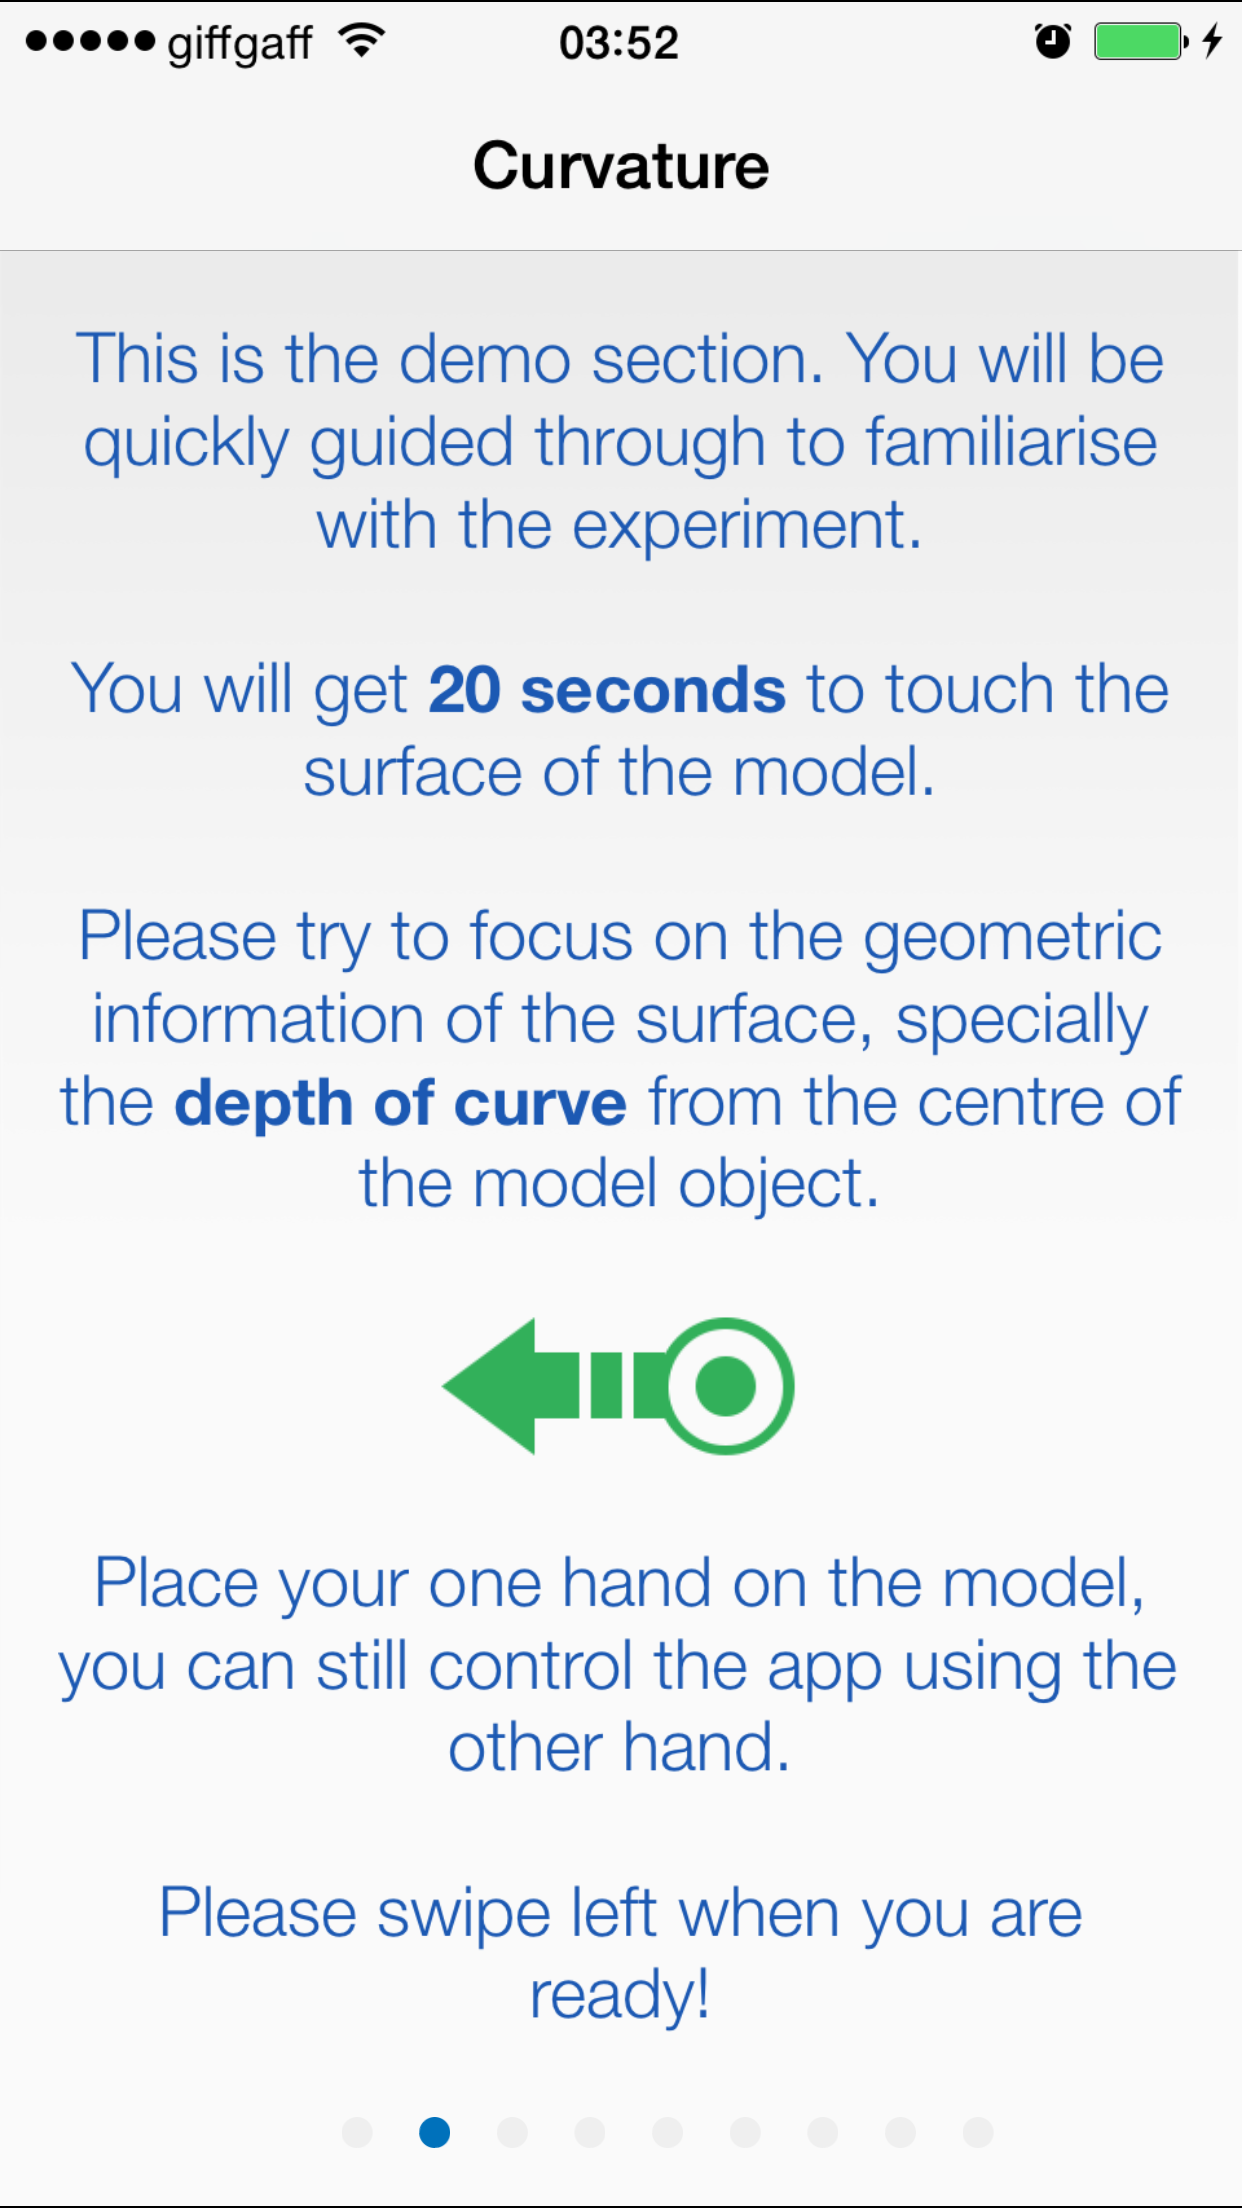 giffgaff 03:52
Curvature
This is the demo section. You will be
quickly guided through to familiarise
with the experiment.
You will get 20 seconds to touch the
surface of the model.
Please try to focus on the geometric
information of the surface, specially
the depth of curve from the centre of
the model object.
Place your one hand on the model,
you can still control the app using the
other hand.
Please swipe left when you are
ready!